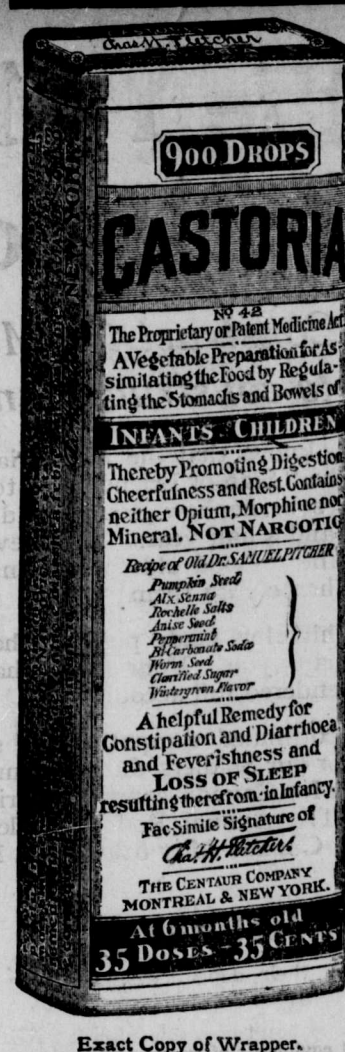 Chas. H. Fletcher
900 DROPS
CASTORIA
Nº 42
The Proprietary or Patent Medicine Act
A Vegetable Preparation for As-
similating the Food by Regula-
ting the Stomachs and Bowels of
INFANTS CHILDREN
Thereby Promoting Digestion
Cheerfulness and Rest. Contains
neither Opium, Morphine nor
Mineral. NOT NARCOTIC
Recipe of Old Dr. SAMUEL PITCHER
Pumpkin Seed
Alx. Senna
Rochelle Salts
Anise Seed
Peppermint
Bi Carbonate Soda
Worm Seed
Clarified Sugar
Wintergreen Flavor
A helpful Remedy for
Constipation and Diarrhoea
and Feverishness and
LOSS OF SLEEP
resulting therefrom in Infancy.
Fac Simile Signature of
Chas. H. Fletcher.
THE CENTAUR COMPANY
MONTREAL & NEW YORK.
At 6 months old
35 DOSES - 35 CENTS
NEW YORK
Exact Copy of Wrapper.